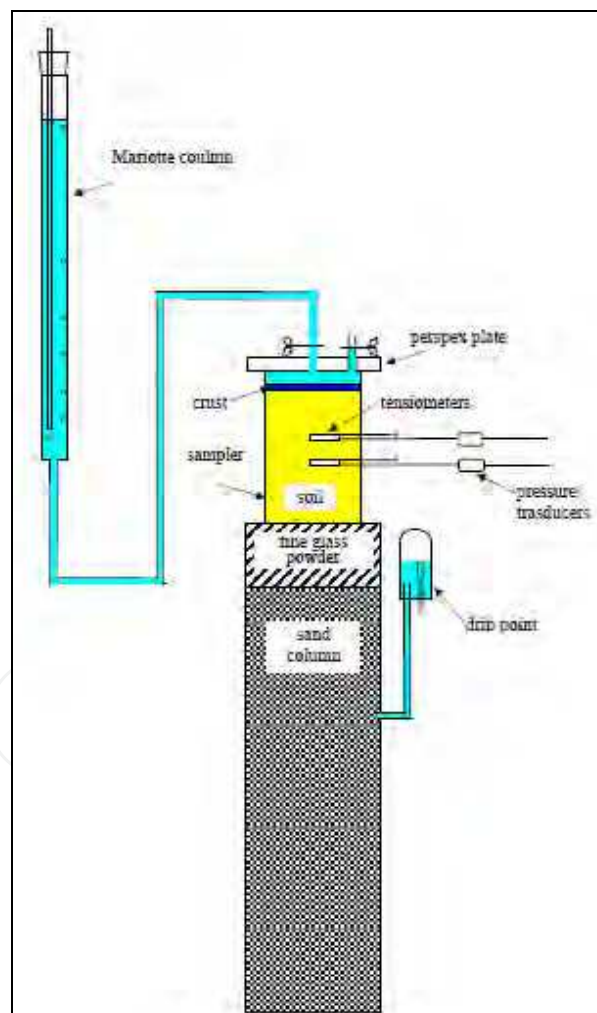 Mariotte coulmn
perspex plate
crust
tensiometers
sampler
soil
pressure
trasducers
fine glass
powder
drip point
sand
column